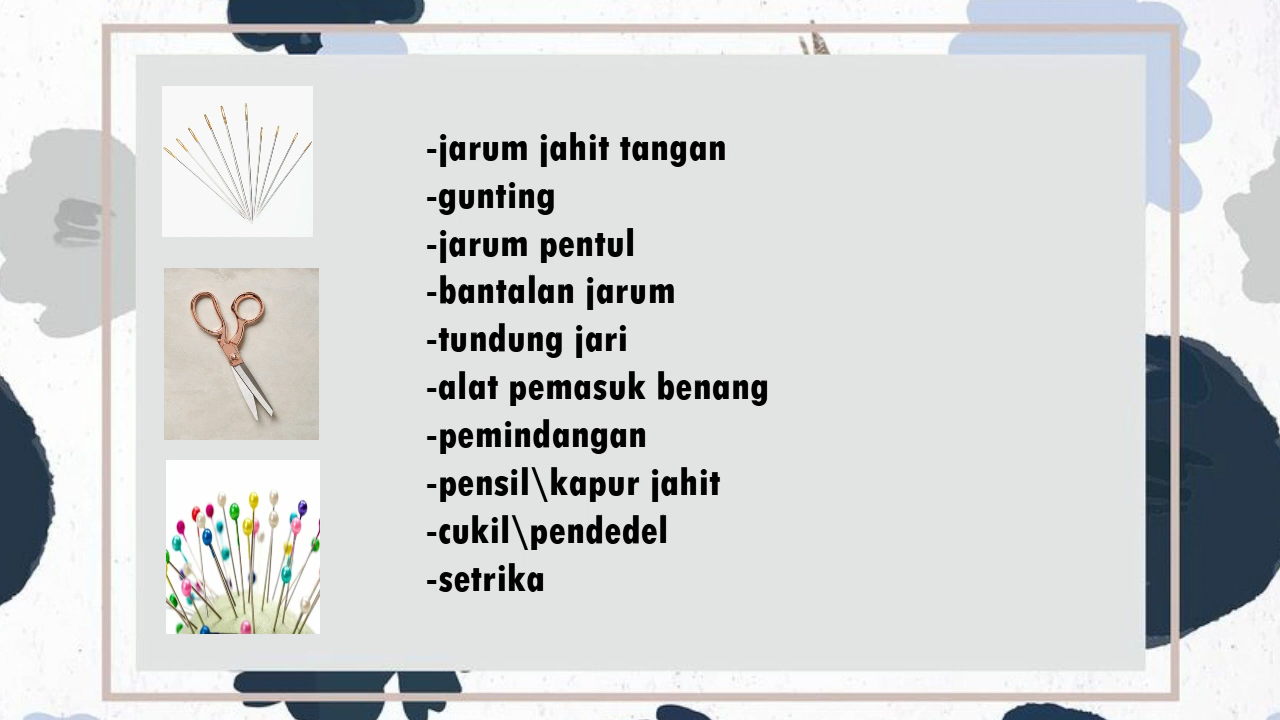 -jarum jahit tangan
-gunting
-jarum pentul
-bantalan jarum
-tundung jari
-alat pemasuk benang
-pemindangan
-pensil\kapur jahit
-cukil\pendedel
-setrika